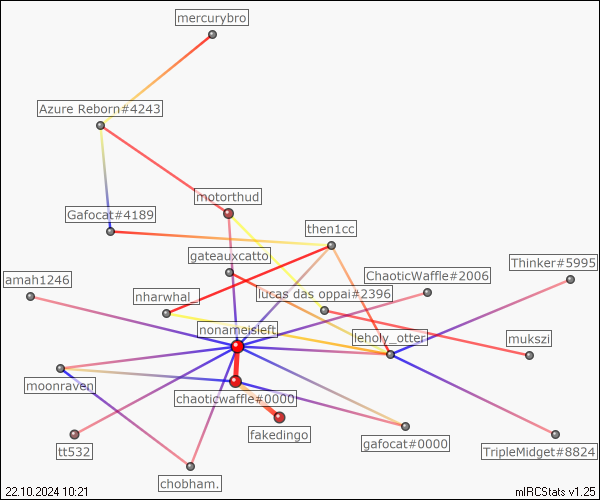 mercurybro
Azure Reborn#4243
motorthud
Gafocat#4189
then1cc
gateauxcatto
Thinker#5995
amah1246
ChaoticWaffle#2006
nharwhal_
lucas das oppai#2396
nonameisleft
leholy_otter
mukszi
moonraven
chaoticwaffle#0000
fakedingo
gafocat#0000
tt532
TripleMidget#8824
chobham.
22.10.2024 10:21
mIRCStats v1.25